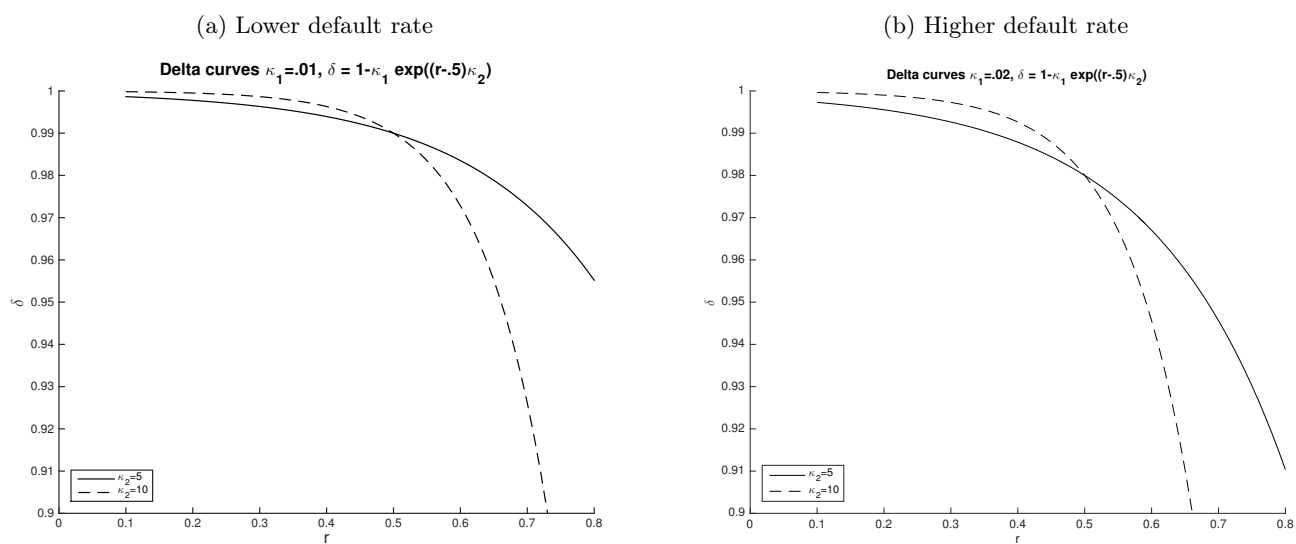 (a) Lower default rate
Delta curves κ₁=.01, δ = 1-κ₁ exp((r-.5)κ₂)
1
0.99
0.98
0.97
0.96
0.95
0.94
0.93
0.92
0.91
0.9
δ
κ₂=5
κ₂=10
0 0.1 0.2 0.3 0.4 0.5 0.6 0.7 0.8
r
(b) Higher default rate
Delta curves κ₁=.02, δ = 1-κ₁ exp((r-.5)κ₂)
1
0.99
0.98
0.97
0.96
0.95
0.94
0.93
0.92
0.91
0.9
δ
κ₂=5
κ₂=10
0 0.1 0.2 0.3 0.4 0.5 0.6 0.7 0.8
r